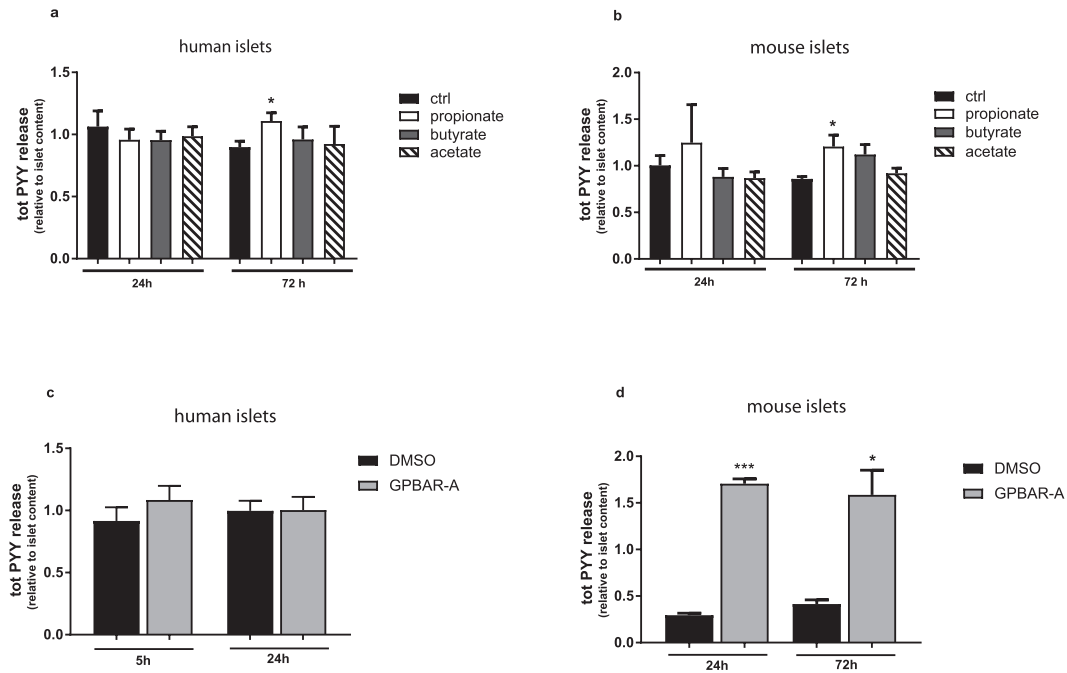 a
human islets
tot PYY release
(relative to islet content)
1.5
1.0
0.5
0.0
*
24h
72 h
ctrl
propionate
butyrate
acetate
b
mouse islets
tot PYY release
(relative to islet content)
2.0
1.5
1.0
0.5
0.0
*
24h
72 h
ctrl
propionate
butyrate
acetate
c
human islets
tot PYY release
(relative to islet content)
1.5
1.0
0.5
0.0
5h
24h
DMSO
GPBAR-A
d
mouse islets
tot PYY release
(relative to islet content)
2.0
1.5
1.0
0.5
0.0
***
*
24h
72h
DMSO
GPBAR-A